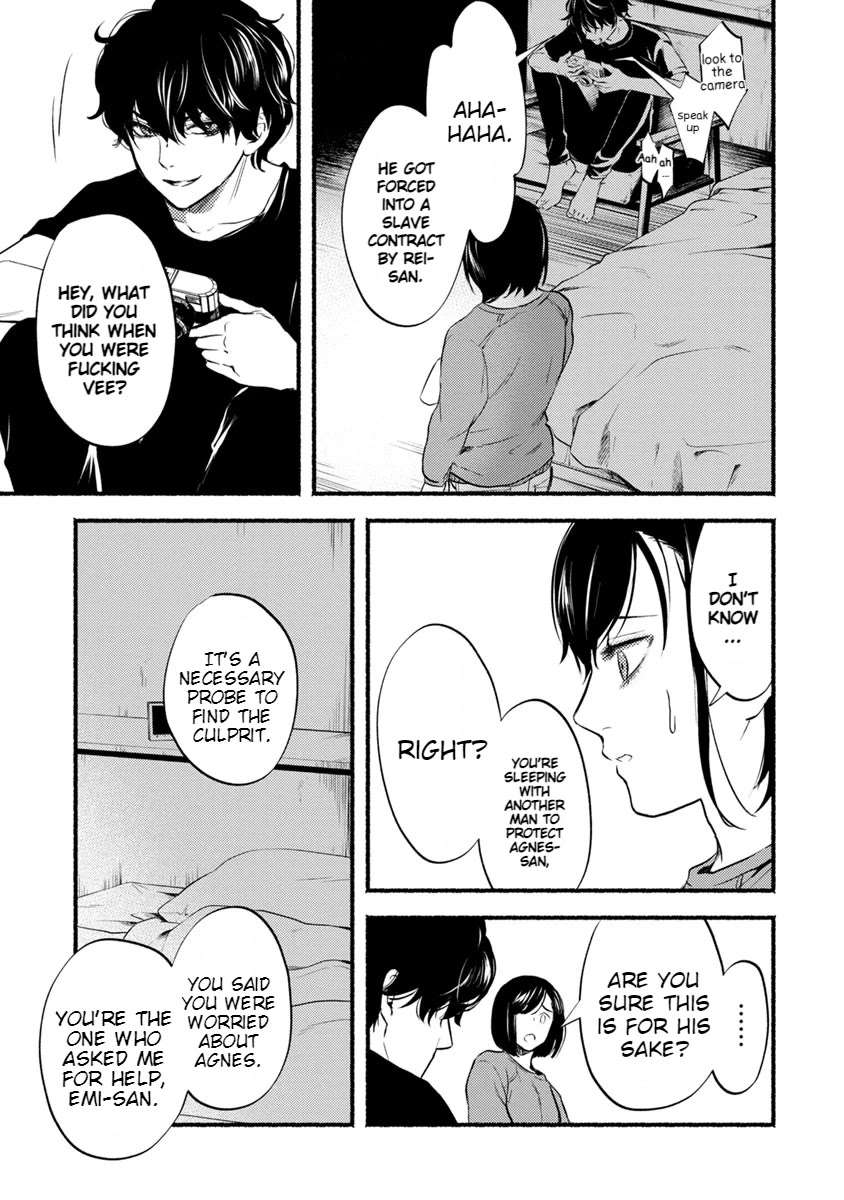 look to
the
camera
speak
up
Aah ah
...
AHA-
HAHA.
HE GOT
FORCED
INTO A
SLAVE
CONTRACT
BY REI-
SAN.
HEY, WHAT
DID YOU
THINK WHEN
YOU WERE
FUCKING
VEE?
I
DON'T
KNOW
...
YOU'RE
SLEEPING
WITH
ANOTHER
MAN TO
PROTECT
AGNES-
SAN,
RIGHT?
IT'S A
NECESSARY
PROBE TO
FIND THE
CULPRIT.
......
ARE YOU
SURE THIS
IS FOR HIS
SAKE?
YOU SAID
YOU WERE
WORRIED
ABOUT
AGNES.
YOU'RE THE
ONE WHO
ASKED ME
FOR HELP,
EMI-SAN.